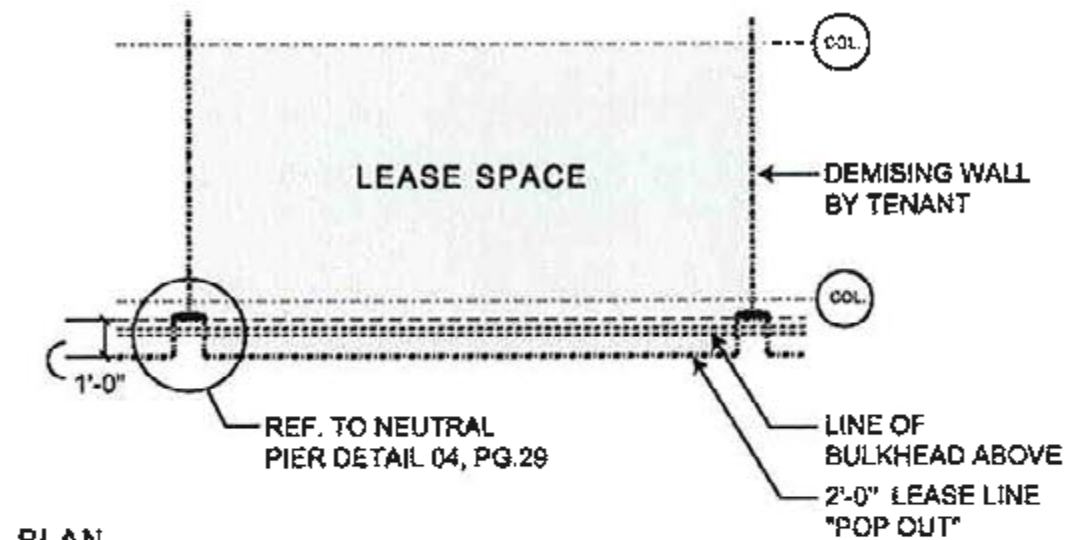 COL.
LEASE SPACE
DEMISING WALL
BY TENANT
COL.
1'-0"
REF. TO NEUTRAL
PIER DETAIL 04, PG.29
LINE OF
BULKHEAD ABOVE
2'-0" LEASE LINE
"POP OUT"
PLAN